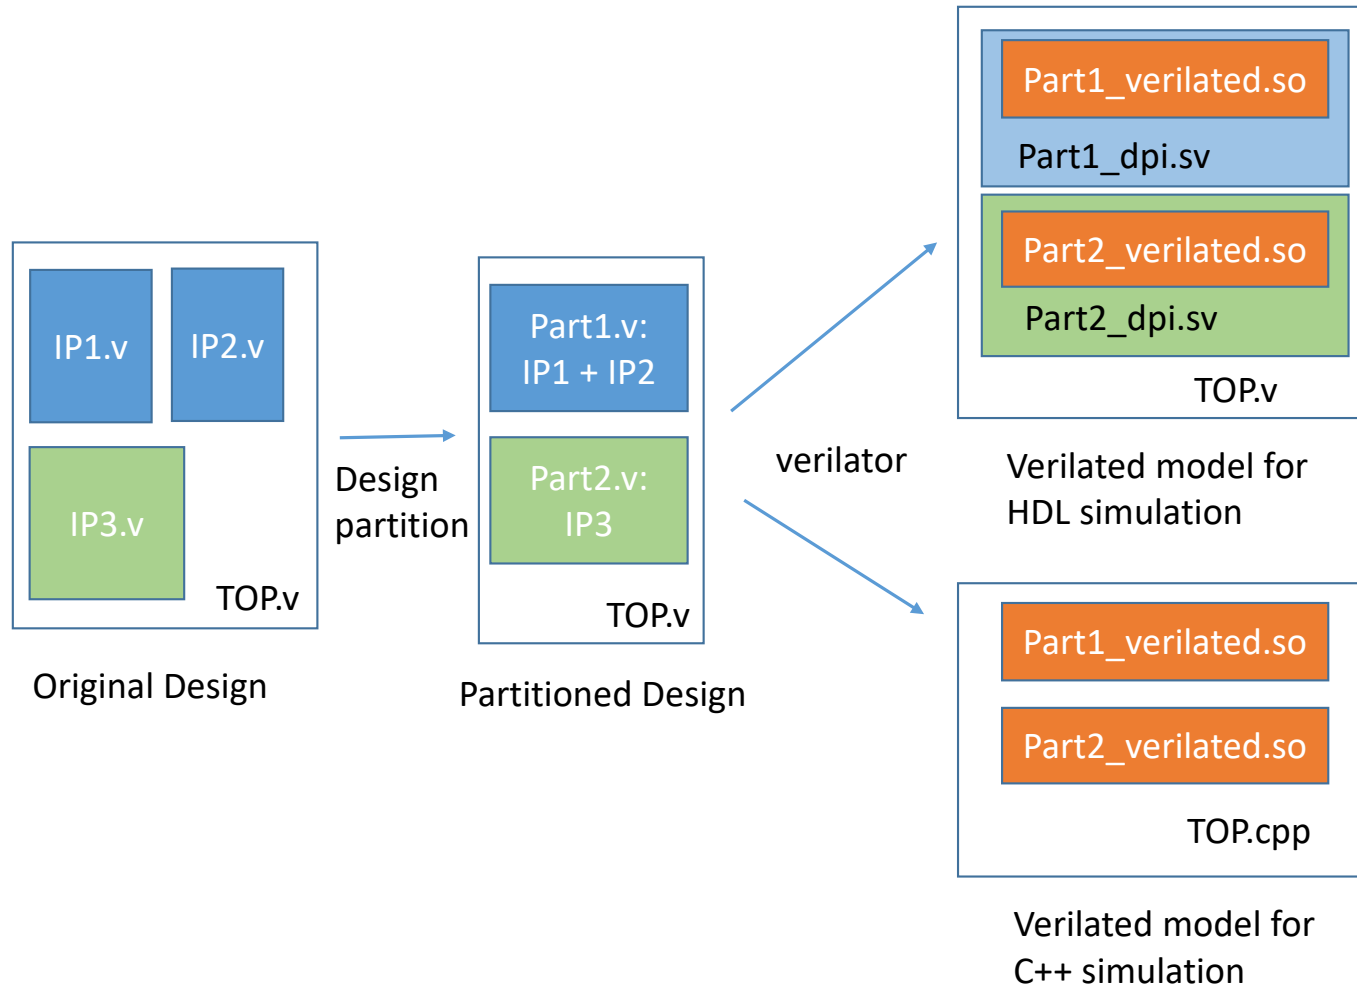 IP1.v
IP2.v
IP3.v
TOP.v
Original Design
Design
partition
Part1.v:
IP1 + IP2
Part2.v:
IP3
TOP.v
Partitioned Design
verilator
Part1_verilated.so
Part1_dpi.sv
Part2_verilated.so
Part2_dpi.sv
TOP.v
Verilated model for
HDL simulation
Part1_verilated.so
Part2_verilated.so
TOP.cpp
Verilated model for
C++ simulation